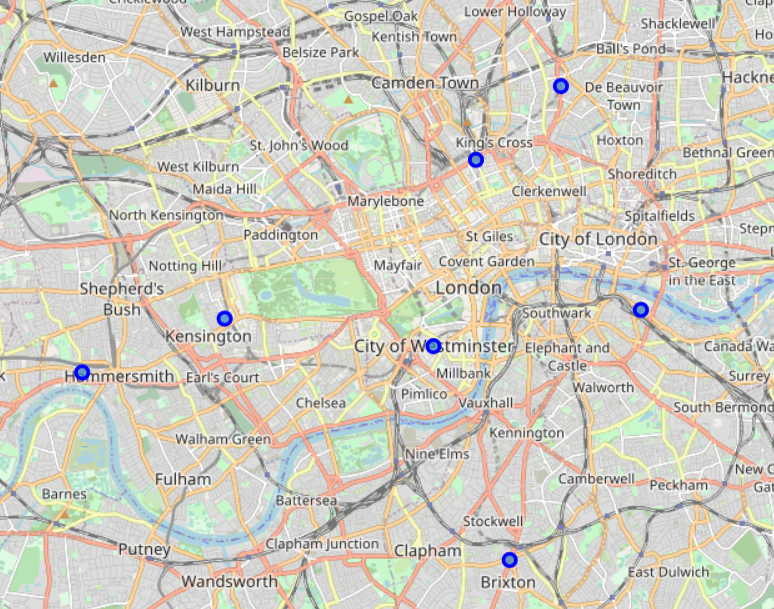 Cricklewood
Gospel Oak
Lower Holloway
West Hampstead
Kentish Town
Shacklewell
Belsize Park
Ball's Pond
Willesden
Kilburn
Camden Town
De Beauvoir
Town
Hackne
St. John's Wood
King's Cross
Hoxton
Bethnal Green
West Kilburn
Maida Hill
Clerkenwell
Shoreditch
Marylebone
North Kensington
Spitalfields
Paddington
St Giles
City of London
Step
Notting Hill
Mayfair
Covent Garden
St. George
in the East
Shepherd's
Bush
London
Southwark
Kensington
City of Westminster
Elephant and
Castle
Canada Wa
Hammersmith
Earl's Court
Millbank
Surrey
Pimlico
Walworth
Chelsea
Vauxhall
South Bermond
Walham Green
Kennington
Nine Elms
Fulham
Camberwell
Peckham
New C
Gat
Barnes
Battersea
Stockwell
Putney
Clapham Junction
Clapham
Wandsworth
Brixton
East Dulwich